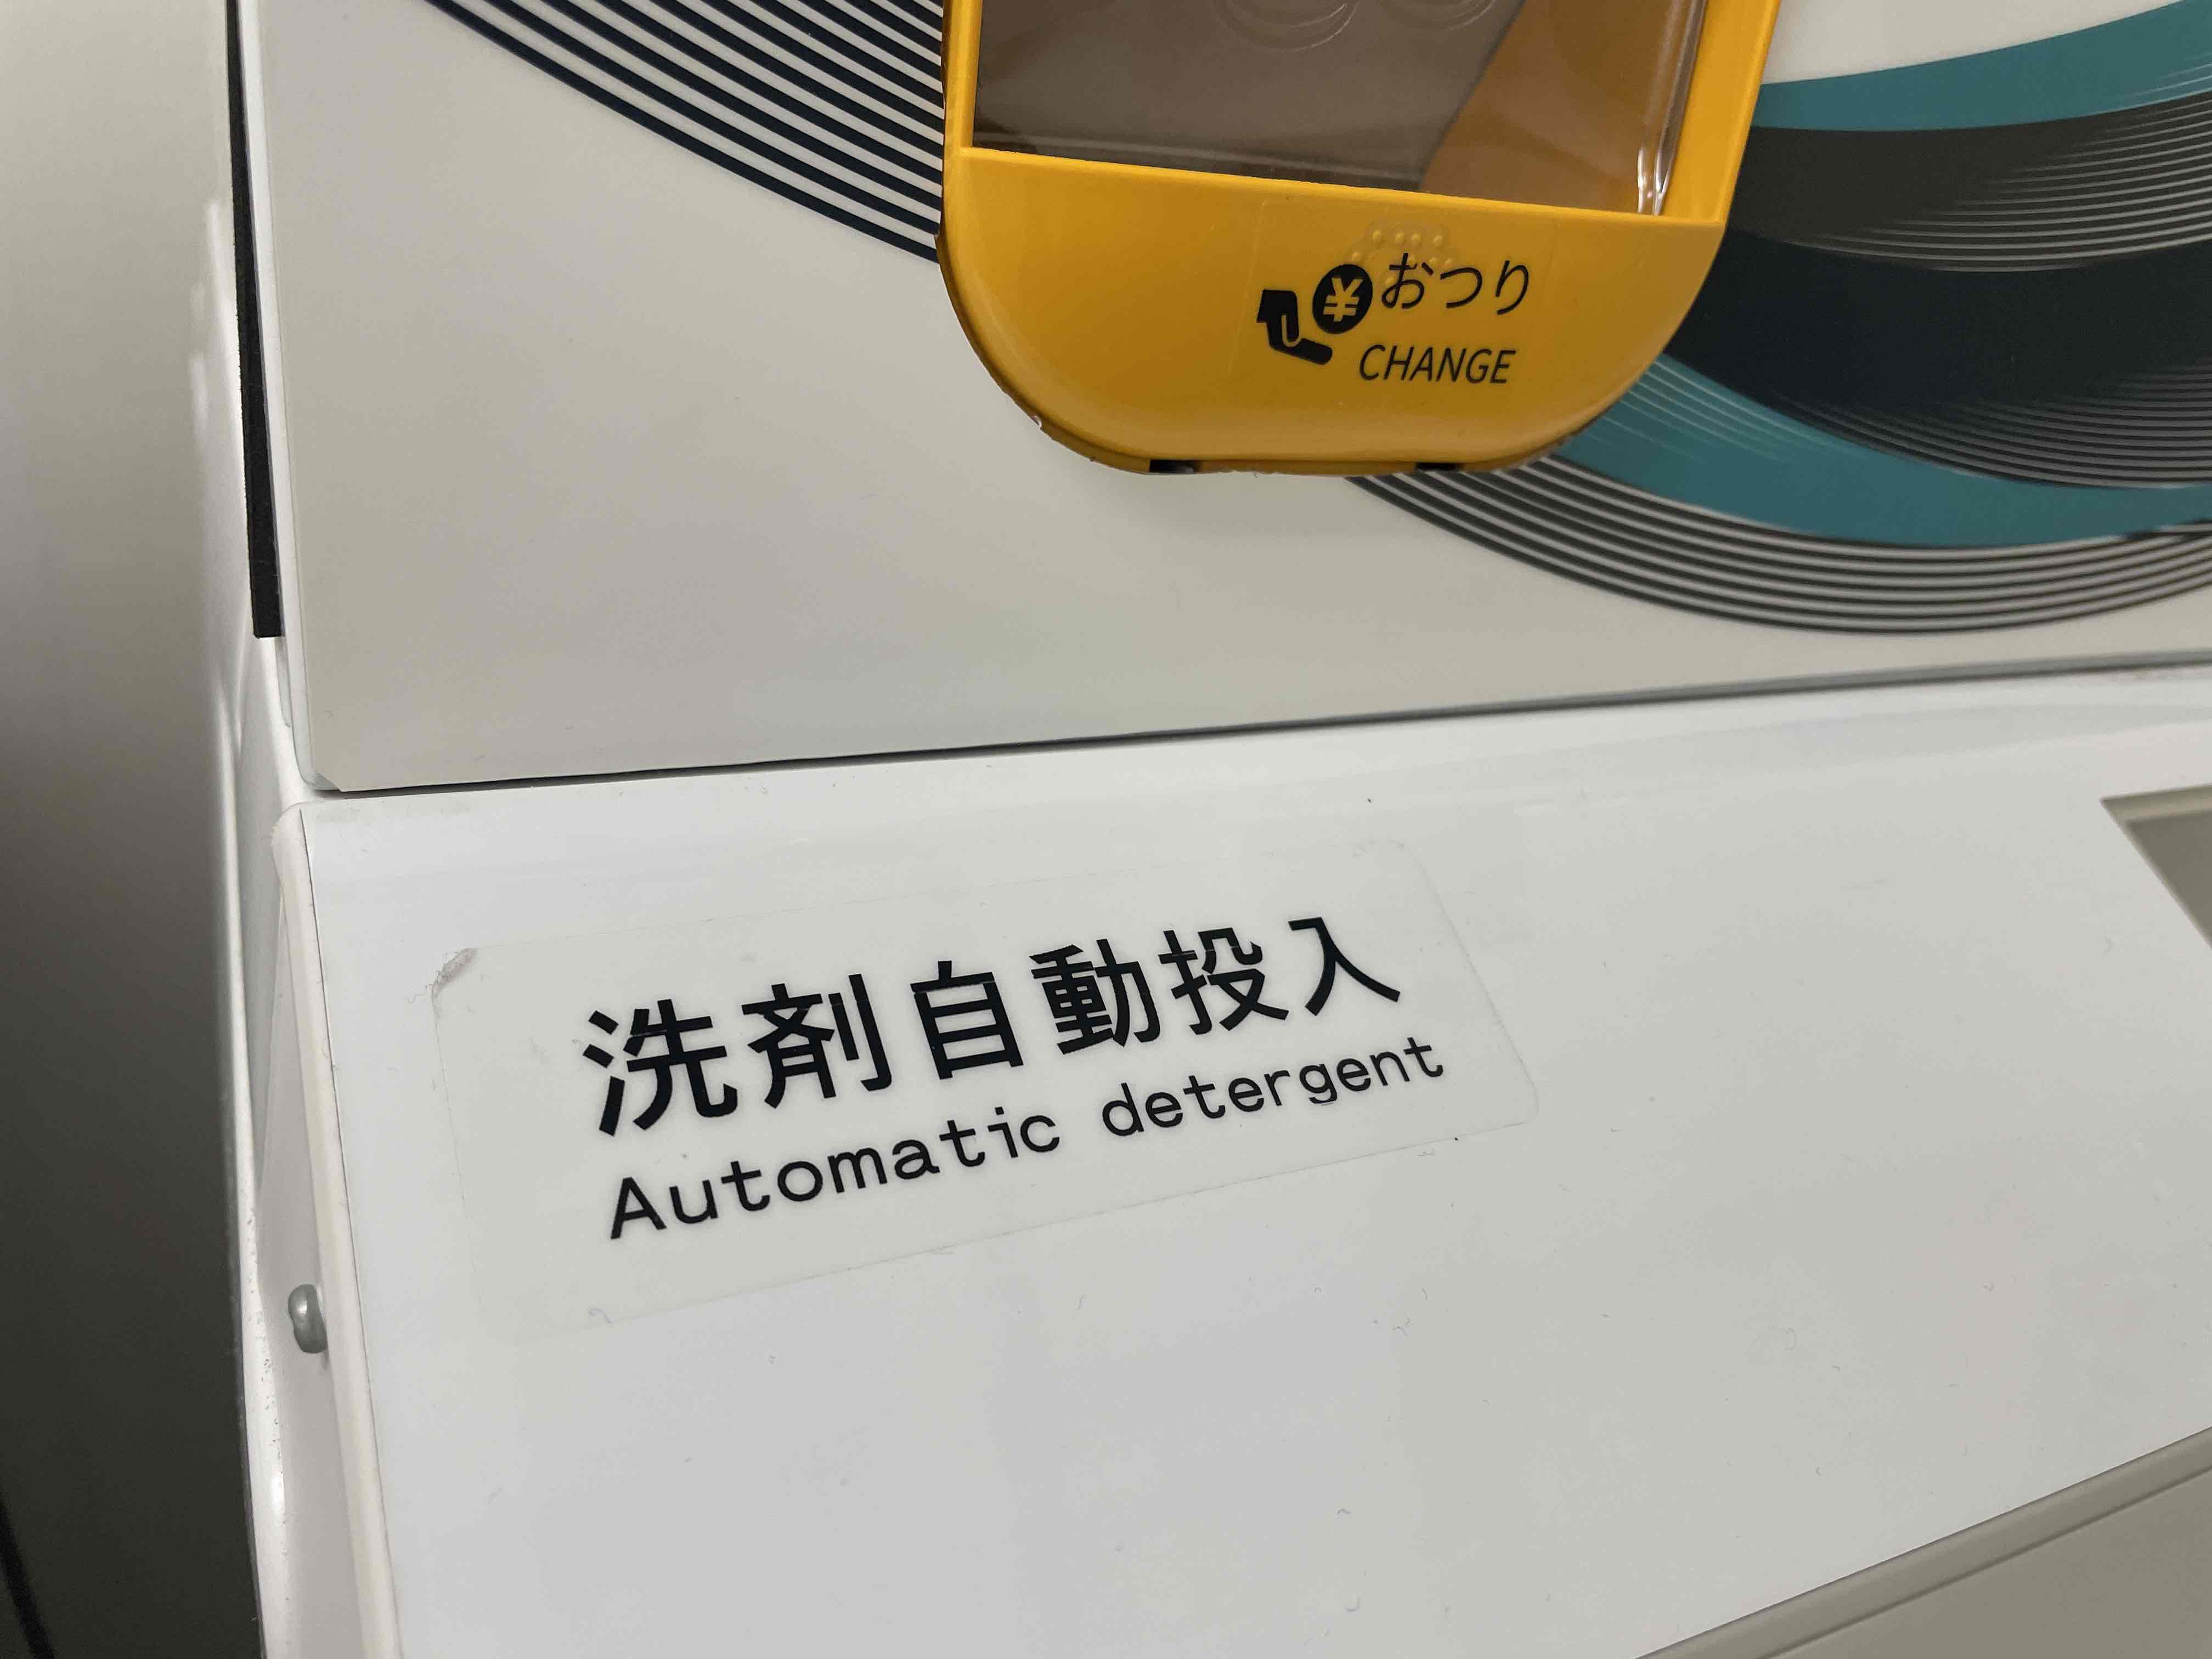 ¥おつり
CHANGE
洗剤自動投入
Automatic detergent